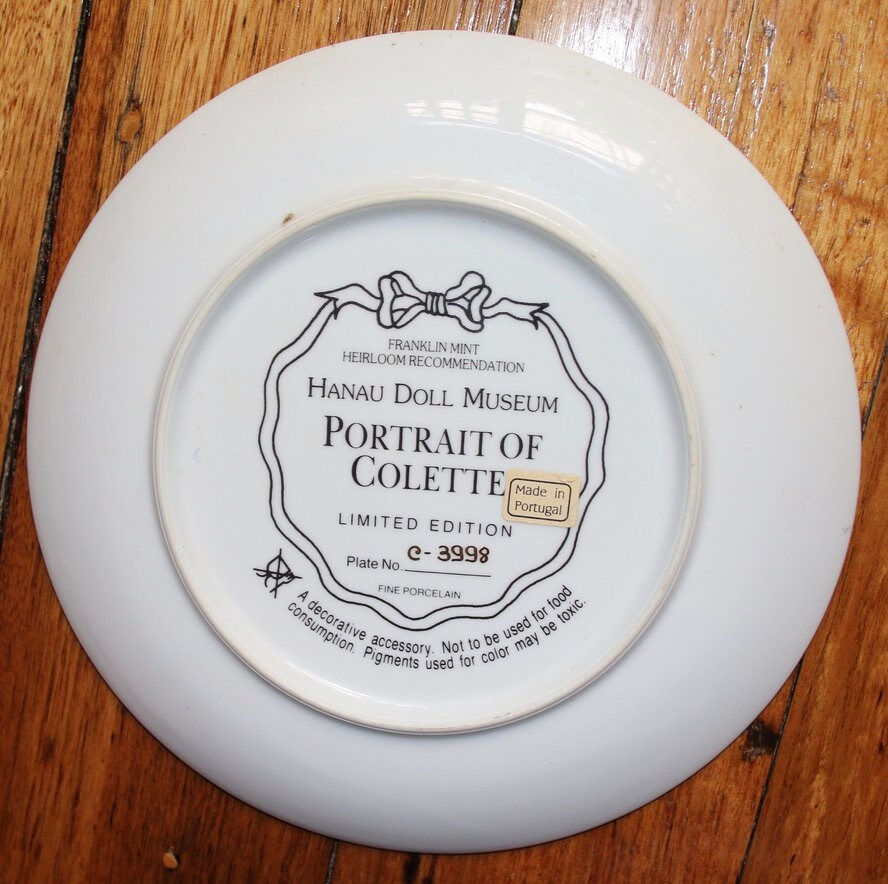 FRANKLIN MINT
HEIRLOOM RECOMMENDATION
HANAU DOLL MUSEUM
PORTRAIT OF
COLETTE
Made in
Portugal
LIMITED EDITION
Plate No. C-3998
FINE PORCELAIN
A decorative accessory. Not to be used for food
consumption. Pigments used for color may be toxic.